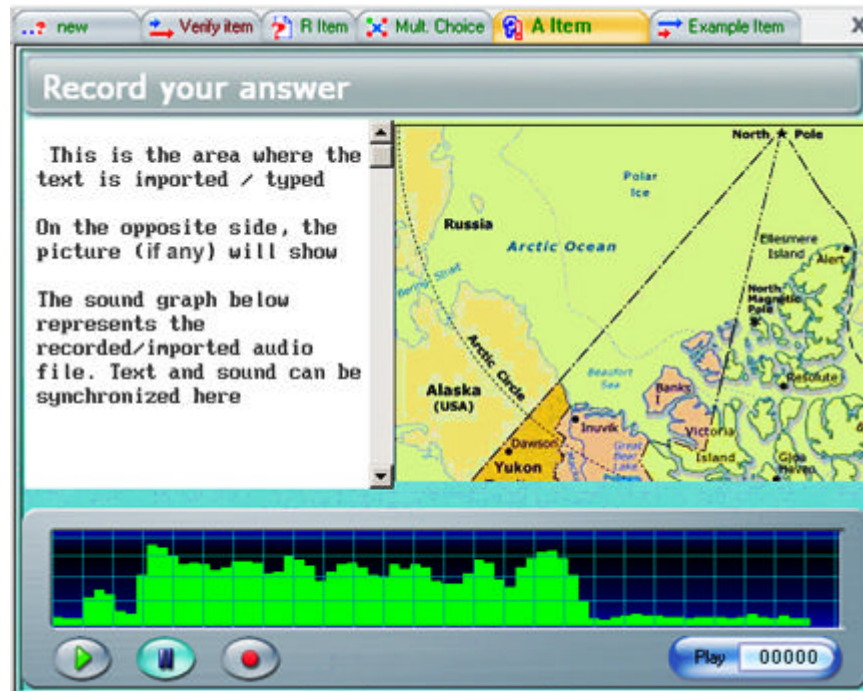 ..? new
Verify item
R Item
Mult. Choice
A Item
Example Item
X
Record your answer
This is the area where the
text is imported / typed
On the opposite side, the
picture (if any) will show
The sound graph below
represents the
recorded/imported audio
file. Text and sound can be
synchronized here
North Pole
Polar
Ice
Russia
Arctic Ocean
Ellesmere
Island
Alert
Bering Strait
North
Magnetic
Pole
Arctic Circle
Beaufort
Sea
Resolute
Alaska
(USA)
Banks
I
Inuvik
Victoria
Island
Dawson
Great
Bear
Lake
Gjoa
Haven
Yukon
Play 00000